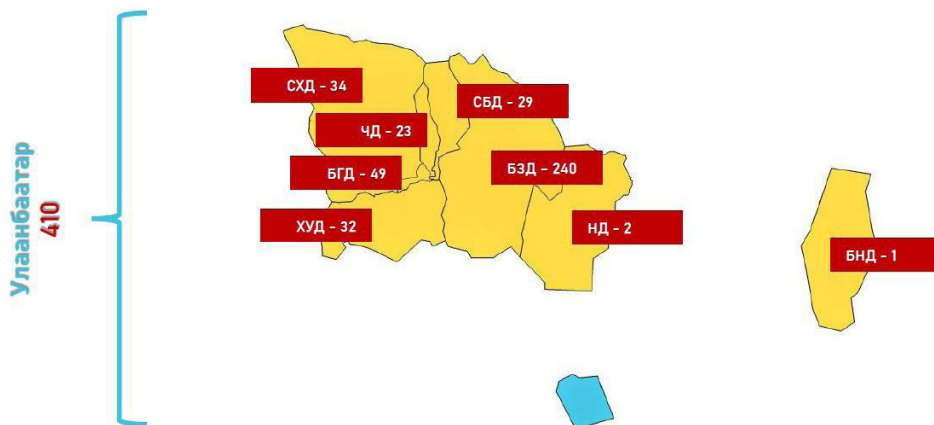 Улаанбаатар
410
СХД - 34
СБД - 29
ЧД - 23
БГД - 49
БЗД - 240
ХУД - 32
НД - 2
БНД - 1